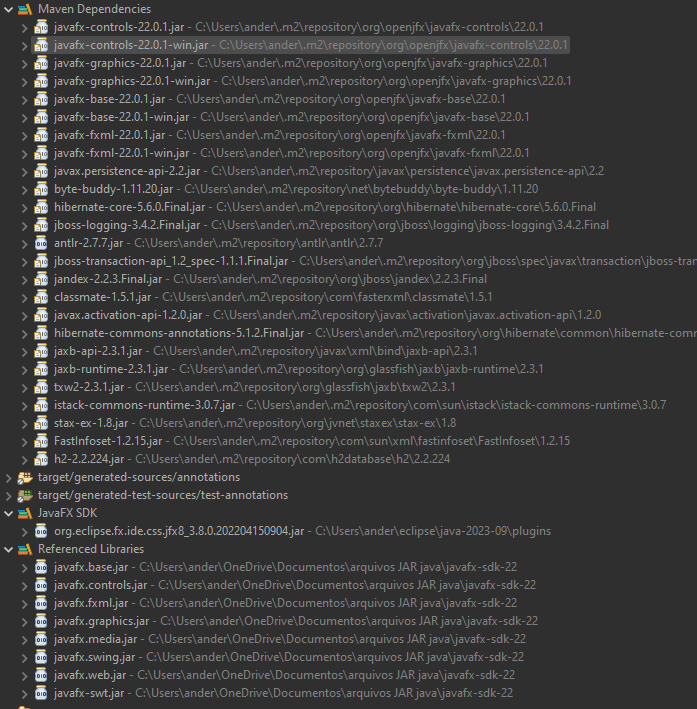 Maven Dependencies
javafx-controls-22.0.1.jar - C:\Users\ander\.m2\repository\org\openjfx\javafx-controls\22.0.1
javafx-controls-22.0.1-win.jar - C:\Users\ander\.m2\repository\org\openjfx\javafx-controls\22.0.1
javafx-graphics-22.0.1.jar - C:\Users\ander\.m2\repository\org\openjfx\javafx-graphics\22.0.1
javafx-graphics-22.0.1-win.jar - C:\Users\ander\.m2\repository\org\openjfx\javafx-graphics\22.0.1
javafx-base-22.0.1.jar - C:\Users\ander\.m2\repository\org\openjfx\javafx-base\22.0.1
javafx-base-22.0.1-win.jar - C:\Users\ander\.m2\repository\org\openjfx\javafx-base\22.0.1
javafx-fxml-22.0.1.jar - C:\Users\ander\.m2\repository\org\openjfx\javafx-fxml\22.0.1
javafx-fxml-22.0.1-win.jar - C:\Users\ander\.m2\repository\org\openjfx\javafx-fxml\22.0.1
javax.persistence-api-2.2.jar - C:\Users\ander\.m2\repository\javax\persistence\javax.persistence-api\2.2
byte-buddy-1.11.20.jar - C:\Users\ander\.m2\repository\net\bytebuddy\byte-buddy\1.11.20
hibernate-core-5.6.0.Final.jar - C:\Users\ander\.m2\repository\org\hibernate\hibernate-core\5.6.0.Final
jboss-logging-3.4.2.Final.jar - C:\Users\ander\.m2\repository\org\jboss\logging\jboss-logging\3.4.2.Final
antlr-2.7.7.jar - C:\Users\ander\.m2\repository\antlr\antlr\2.7.7
jboss-transaction-api_1.2_spec-1.1.1.Final.jar - C:\Users\ander\.m2\repository\org\jboss\spec\javax\transaction\jboss-tran
jandex-2.2.3.Final.jar - C:\Users\ander\.m2\repository\org\jboss\jandex\2.2.3.Final
classmate-1.5.1.jar - C:\Users\ander\.m2\repository\com\fasterxml\classmate\1.5.1
javax.activation-api-1.2.0.jar - C:\Users\ander\.m2\repository\javax\activation\javax.activation-api\1.2.0
hibernate-commons-annotations-5.1.2.Final.jar - C:\Users\ander\.m2\repository\org\hibernate\common\hibernate-com
jaxb-api-2.3.1.jar - C:\Users\ander\.m2\repository\javax\xml\bind\jaxb-api\2.3.1
jaxb-runtime-2.3.1.jar - C:\Users\ander\.m2\repository\org\glassfish\jaxb\jaxb-runtime\2.3.1
txw2-2.3.1.jar - C:\Users\ander\.m2\repository\org\glassfish\jaxb\txw2\2.3.1
istack-commons-runtime-3.0.7.jar - C:\Users\ander\.m2\repository\com\sun\istack\istack-commons-runtime\3.0.7
stax-ex-1.8.jar - C:\Users\ander\.m2\repository\org\jvnet\staxex\stax-ex\1.8
FastInfoset-1.2.15.jar - C:\Users\ander\.m2\repository\com\sun\xml\fastinfoset\FastInfoset\1.2.15
h2-2.2.224.jar - C:\Users\ander\.m2\repository\com\h2database\h2\2.2.224
target/generated-sources/annotations
target/generated-test-sources/test-annotations
JavaFX SDK
org.eclipse.fx.ide.css.jfx8_3.8.0.202204150904.jar - C:\Users\ander\eclipse\java-2023-09\plugins
Referenced Libraries
javafx.base.jar - C:\Users\ander\OneDrive\Documentos\arquivos JAR java\javafx-sdk-22
javafx.controls.jar - C:\Users\ander\OneDrive\Documentos\arquivos JAR java\javafx-sdk-22
javafx.fxml.jar - C:\Users\ander\OneDrive\Documentos\arquivos JAR java\javafx-sdk-22
javafx.graphics.jar - C:\Users\ander\OneDrive\Documentos\arquivos JAR java\javafx-sdk-22
javafx.media.jar - C:\Users\ander\OneDrive\Documentos\arquivos JAR java\javafx-sdk-22
javafx.swing.jar - C:\Users\ander\OneDrive\Documentos\arquivos JAR java\javafx-sdk-22
javafx.web.jar - C:\Users\ander\OneDrive\Documentos\arquivos JAR java\javafx-sdk-22
javafx-swt.jar - C:\Users\ander\OneDrive\Documentos\arquivos JAR java\javafx-sdk-22